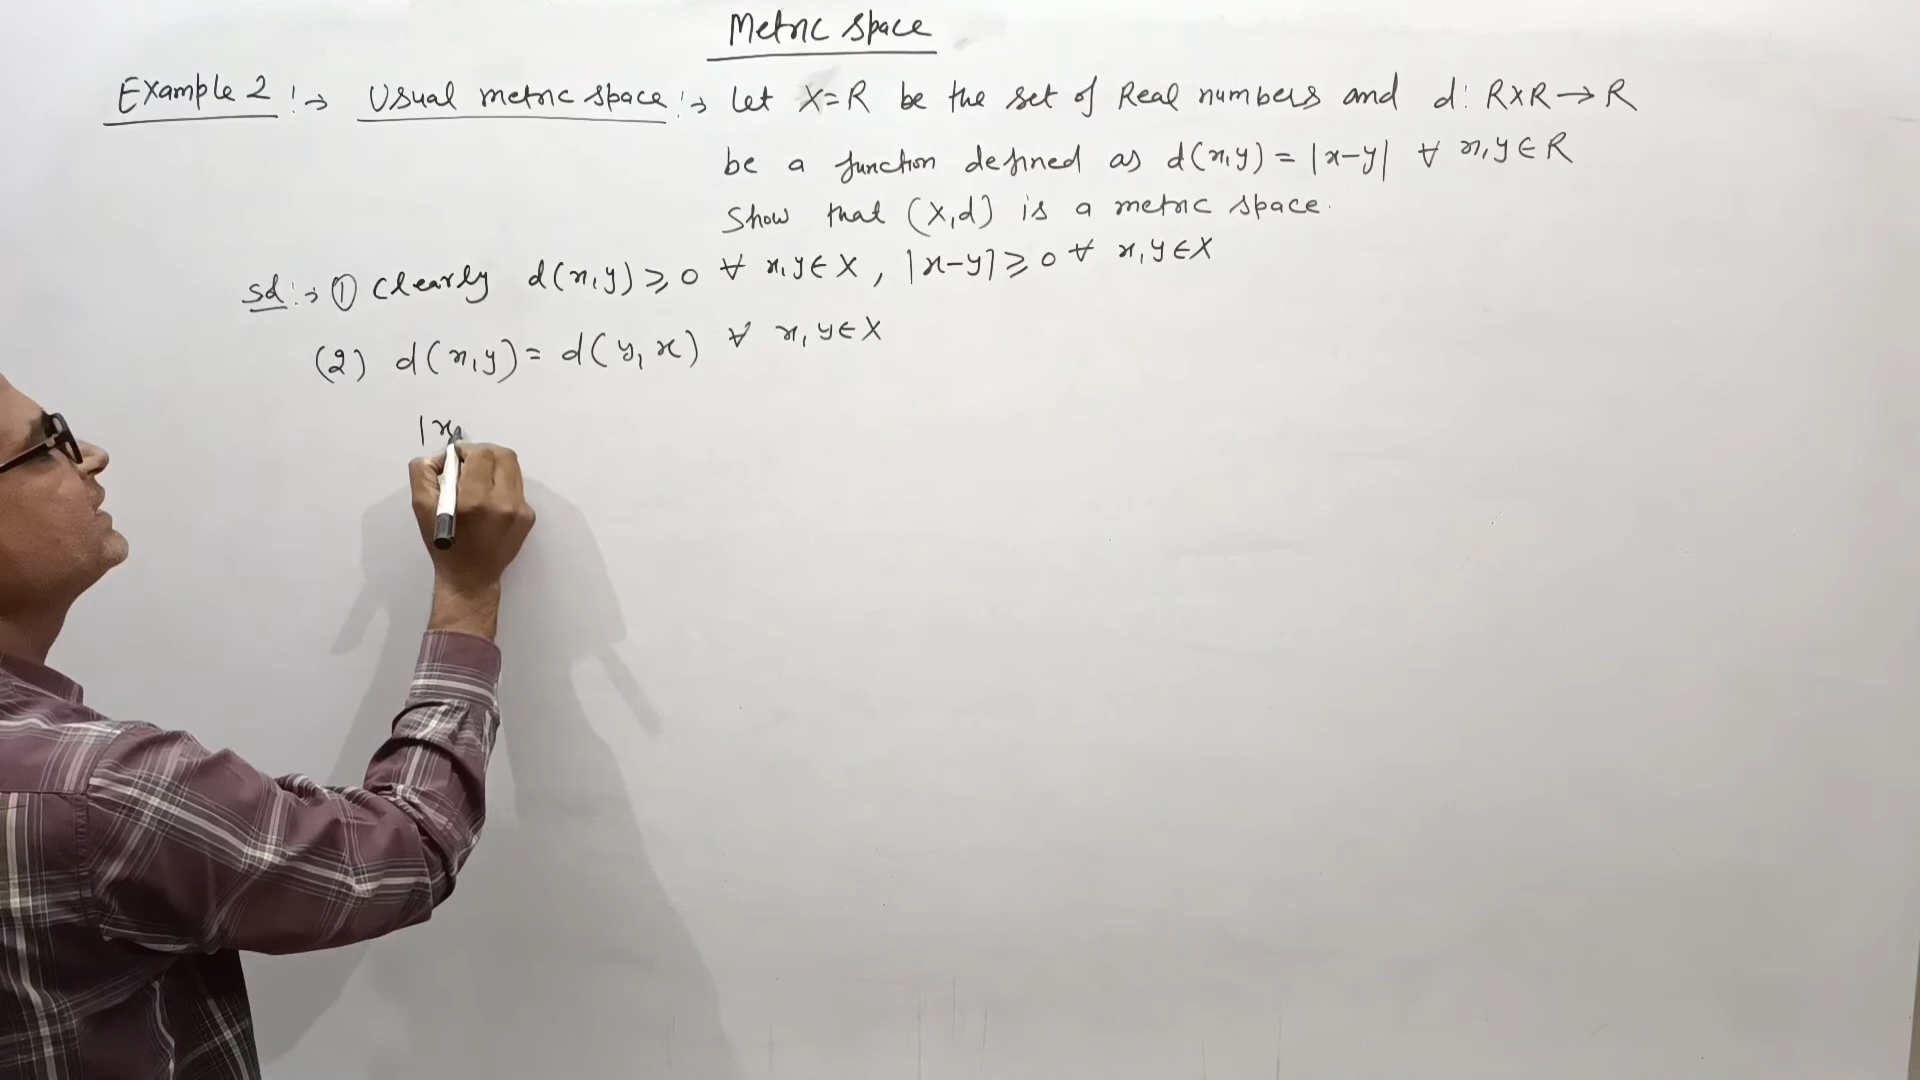 Metric space
Example 2 :→ Usual metric space :→ Let X=R be the set of Real numbers and d: R×R→R
be a function defined as d(x,y) = |x-y| ∀ x,y∈R
Show that (X,d) is a metric space.
Sol :→ ① Clearly d(x,y)⩾0 ∀ x,y∈X , |x-y|⩾0 ∀ x,y∈X
(2) d(x,y)= d(y,x) ∀ x,y∈X
|x